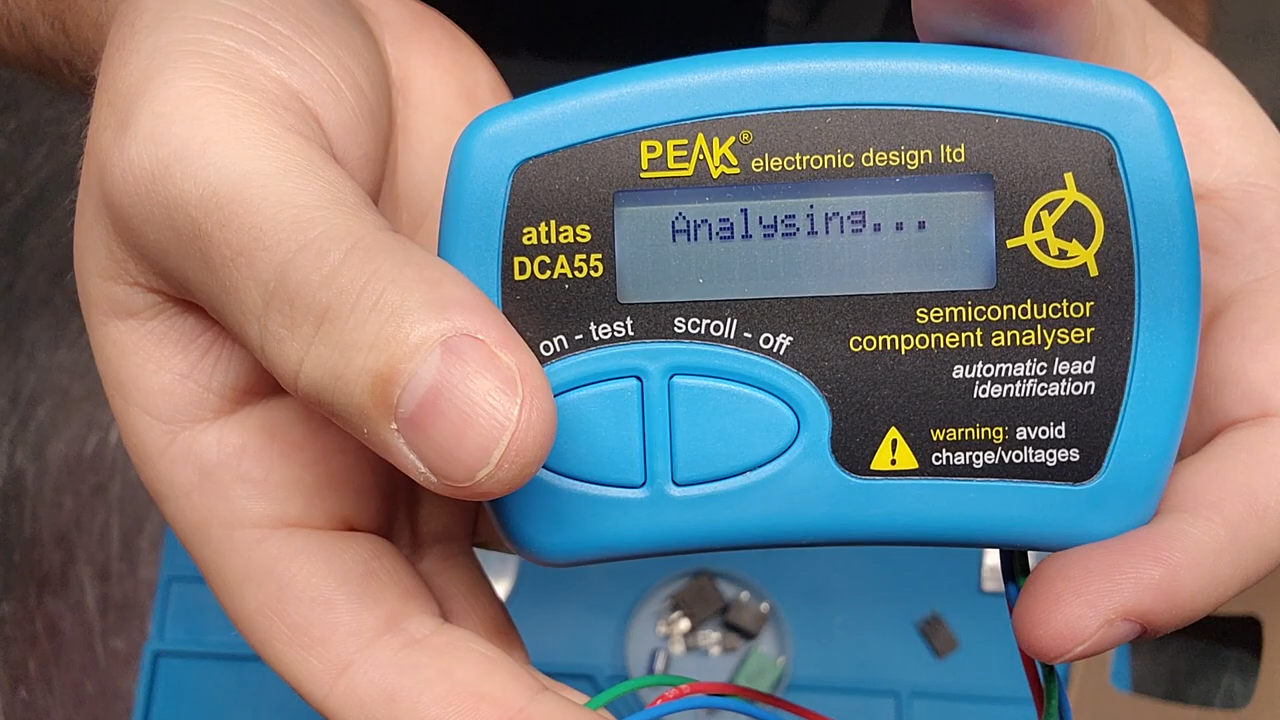 PEAK® electronic design ltd
Analysing...
atlas
DCA55
on - test
scroll - off
semiconductor
component analyser
automatic lead
identification
warning: avoid
charge/voltages